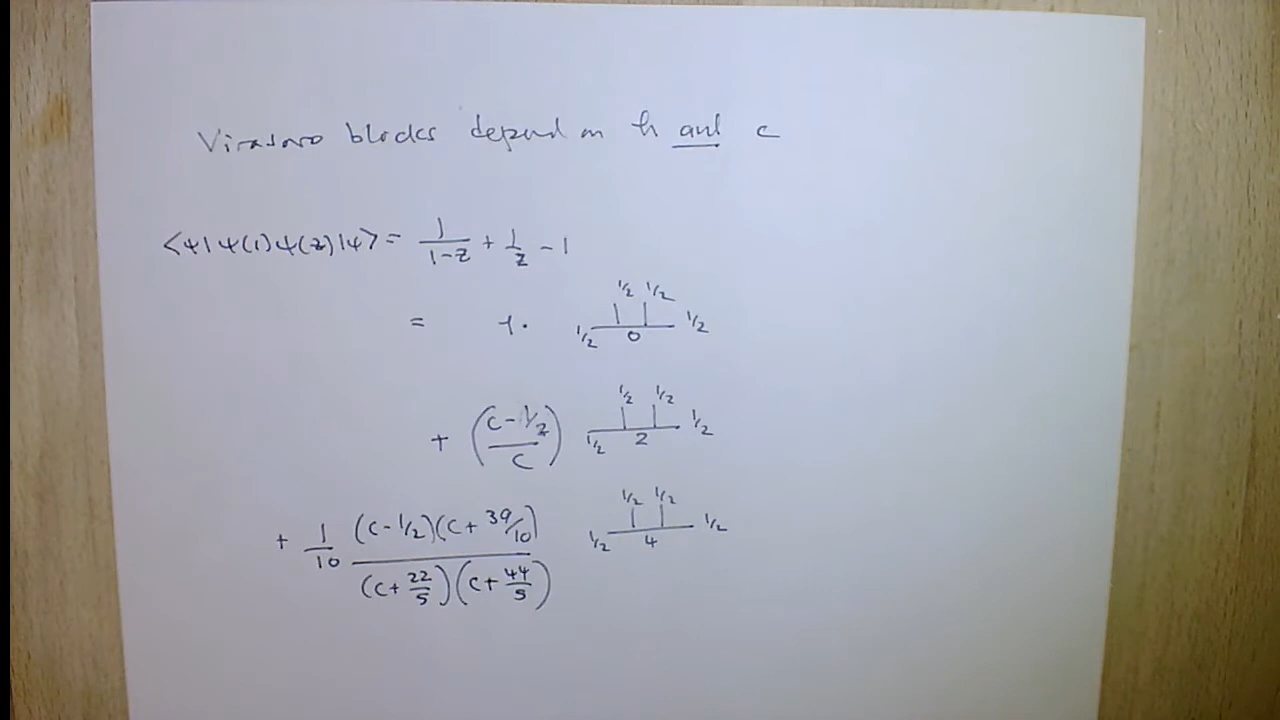 Virasoro blocks depend on h and c
<ψ|ψ(1)ψ(z)|ψ> = 1/(1-z) + 1/z - 1
= 1. 1/2 1/2 1/2 0 1/2
+ ((c-1/2)/c) 1/2 1/2 1/2 2 1/2
+ 1/10 (c-1/2)(c+39/10) / (c+22/5)(c+44/5) 1/2 1/2 1/2 4 1/2